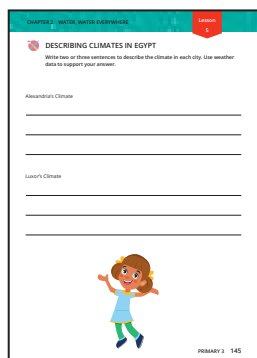 CHAPTER 2 WATER, WATER EVERYWHERE
Lesson
5
DESCRIBING CLIMATES IN EGYPT
Write two or three sentences to describe the climate in each city. Use weather
data to support your answer.
Alexandria's Climate
Luxor's Climate
PRIMARY 3 145